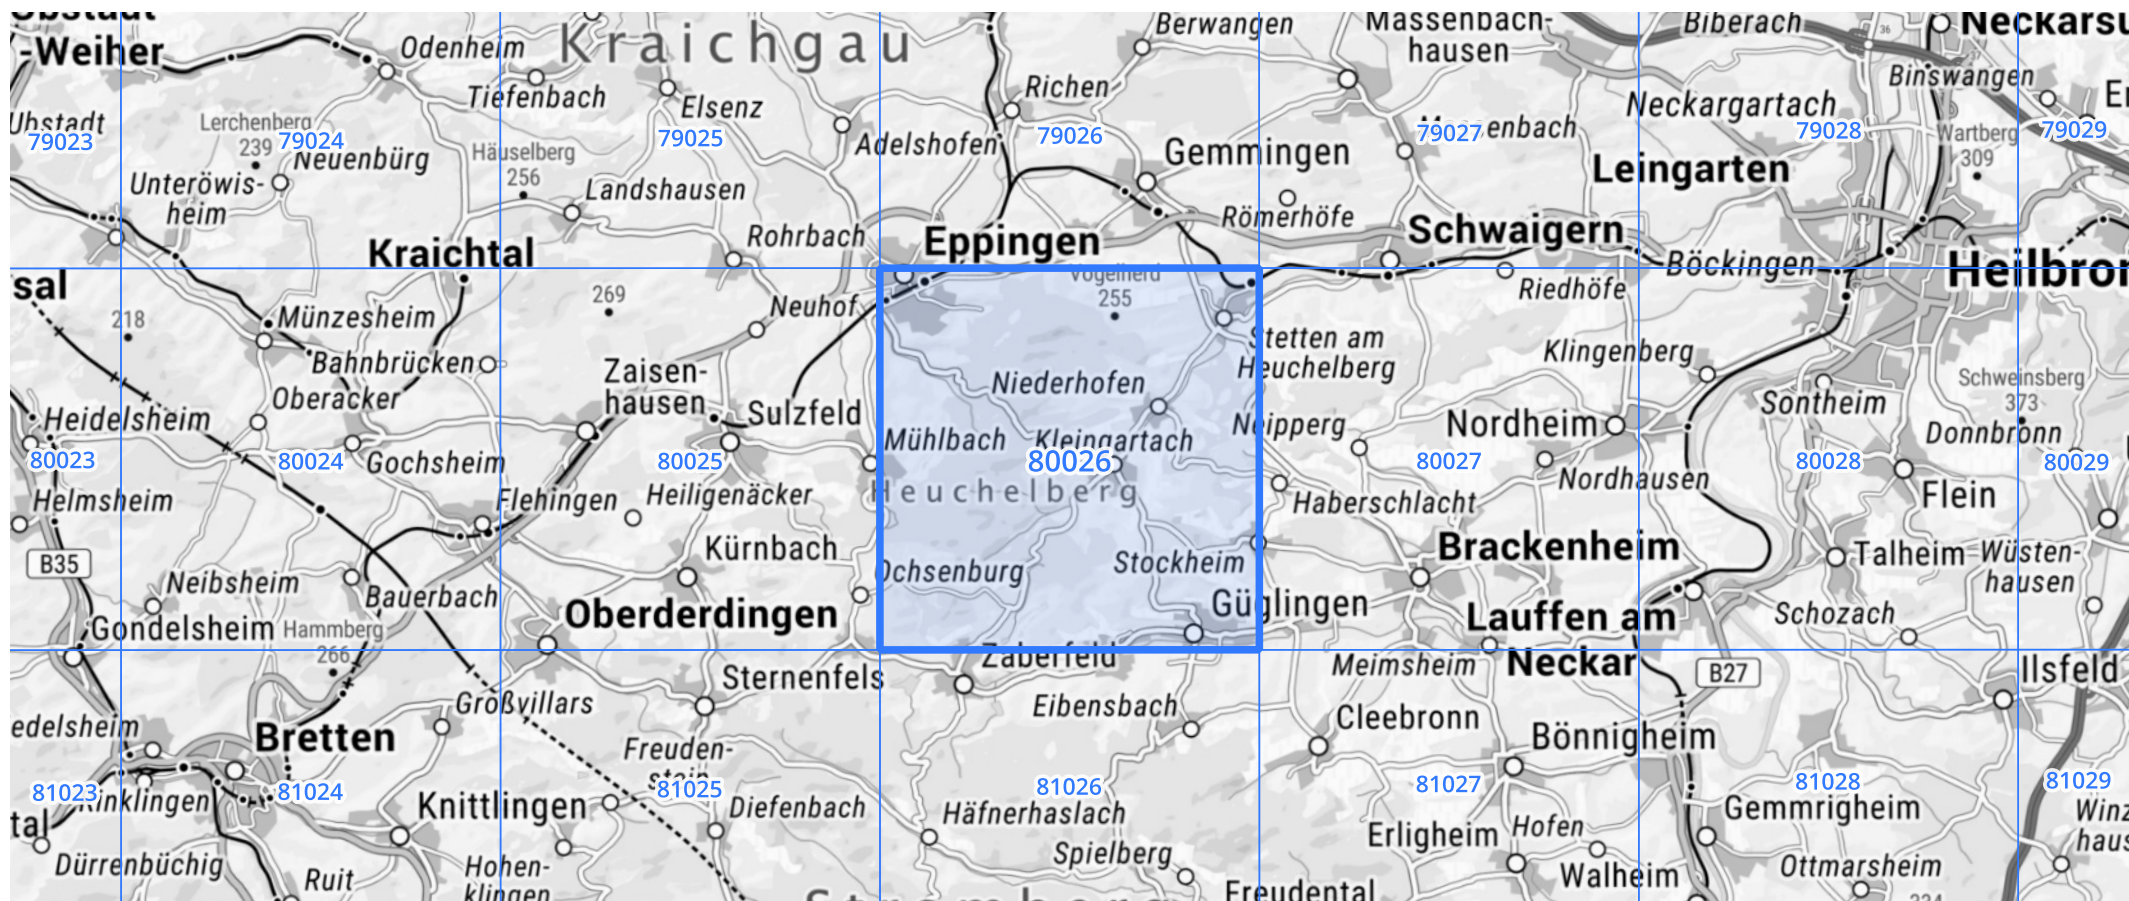 -Weiher
Odenheim
Kraichgau
Berwangen
Massenbach-
hausen
Biberach
36
Binswangen
Tiefenbach
Elsenz
Richen
Neckargartach
Ubstadt
79023
Lerchenberg
239
79024
Neuenbürg
79025
Adelshofen
79026
79027
79028
Wartberg
309
79029
Häuselberg
256
Gemmingen
Leingarten
Unteröwis-
heim
Landshausen
Römerhöfe
Rohrbach
Eppingen
Schwaigern
Kraichtal
Böckingen
Vogelherd
255
269
Neuhof
Riedhöfe
218
Münzesheim
Bahnbrücken
Stetten am
Heuchelberg
Klingenberg
Zaisen-
hausen
Niederhofen
Schweinsberg
373
Oberacker
Sulzfeld
Sontheim
Heidelsheim
Neipperg
Nordheim
Donnbronn
Mühlbach
Kleingartach
80023
80024
Gochsheim
80025
80026
80027
80028
80029
Helmsheim
Flehingen
Heiligenäcker
Heuchelberg
Haberschlacht
Nordhausen
Flein
B35
Kürnbach
Brackenheim
Talheim
Wüsten-
hausen
Neibsheim
Bauerbach
Ochsenburg
Stockheim
Oberderdingen
Güglingen
Lauffen am
Neckar
Schozach
Gondelsheim
Hammberg
266
Zaberfeld
Meimsheim
B27
Ilsfeld
Sternenfels
Großvillars
Eibensbach
Cleebronn
Bönnigheim
Bretten
Freuden-
stein
81023
81024
81025
81026
81027
81028
81029
Knittlingen
Diefenbach
Häfnerhaslach
Gemmrigheim
Erligheim
Hofen
Dürrenbüchig
Ruit
Hohen-
klingen
Spielberg
Walheim
Ottmarsheim
Freudental
Stromberg